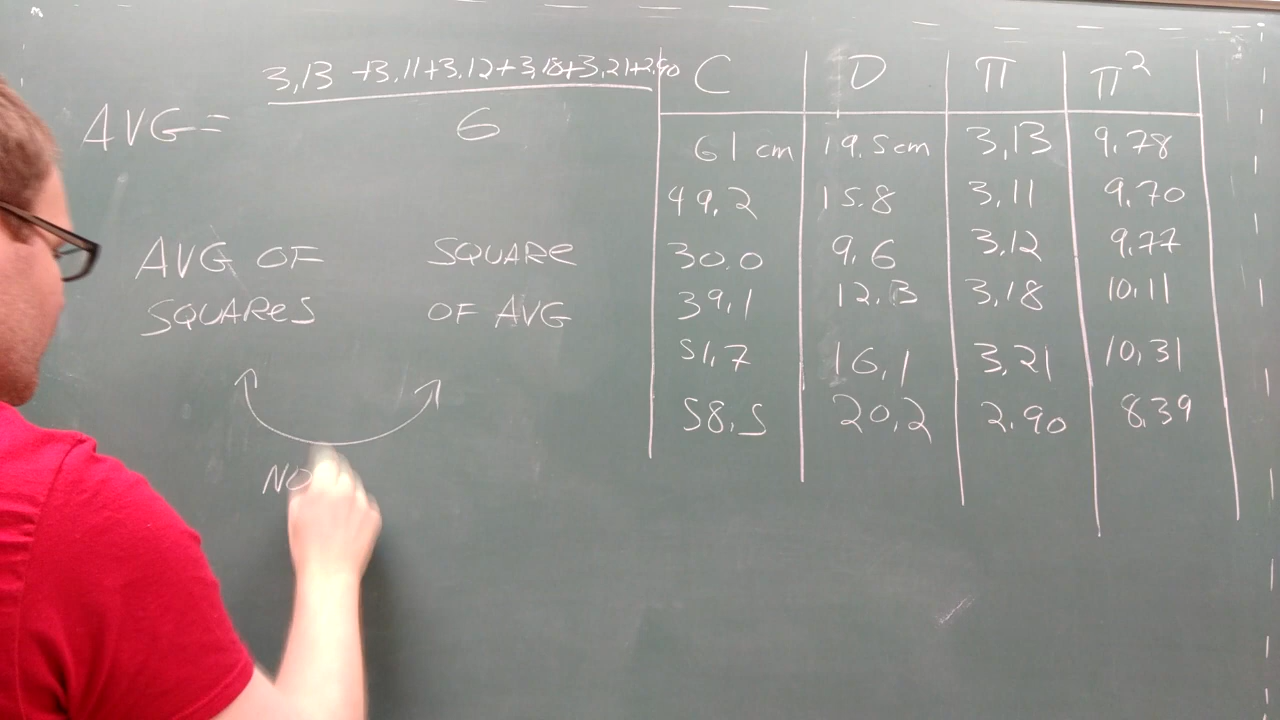 3,13 +3,11+3,12+3,18+3,21+2,90
AVG=
6
AVG OF
SQUARES
SQUARE
OF AVG
NO
C D π π²
61 cm 19.5cm 3,13 9.78
49,2 15.8 3,11 9.70
30.0 9.6 3,12 9,77
39,1 12.3 3,18 10,11
51,7 16,1 3,21 10,31
58,5 20,2 2.90 8,39